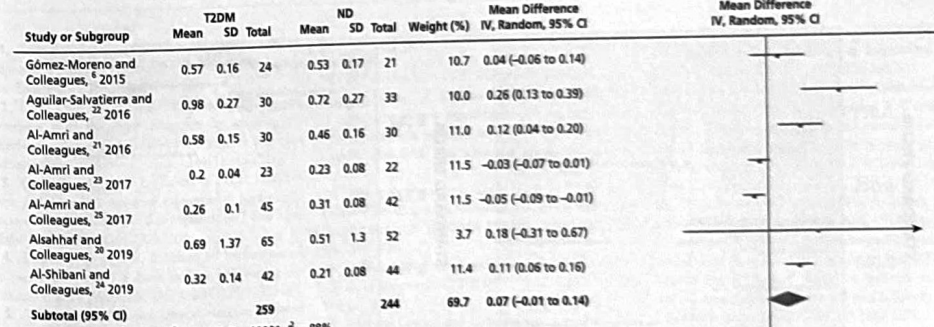 T2DM ND Mean Difference Mean Difference
Study or Subgroup Mean SD Total Mean SD Total Weight (%) IV, Random, 95% CI IV, Random, 95% CI
Gómez-Moreno and
Colleagues, 6 2015 0.57 0.16 24 0.53 0.17 21 10.7 0.04 (–0.06 to 0.14)
Aguilar-Salvatierra and
Colleagues, 22 2016 0.98 0.27 30 0.72 0.27 33 10.0 0.26 (0.13 to 0.39)
Al-Amri and
Colleagues, 21 2016 0.58 0.15 30 0.46 0.16 30 11.0 0.12 (0.04 to 0.20)
Al-Amri and
Colleagues, 23 2017 0.2 0.04 23 0.23 0.08 22 11.5 –0.03 (–0.07 to 0.01)
Al-Amri and
Colleagues, 25 2017 0.26 0.1 45 0.31 0.08 42 11.5 –0.05 (–0.09 to –0.01)
Alsahhaf and
Colleagues, 20 2019 0.69 1.37 65 0.51 1.3 52 3.7 0.18 (–0.31 to 0.67)
Al-Shibani and
Colleagues, 24 2019 0.32 0.14 42 0.21 0.08 44 11.4 0.11 (0.06 to 0.16)
Subtotal (95% CI) 259 244 69.7 0.07 (–0.01 to 0.14)